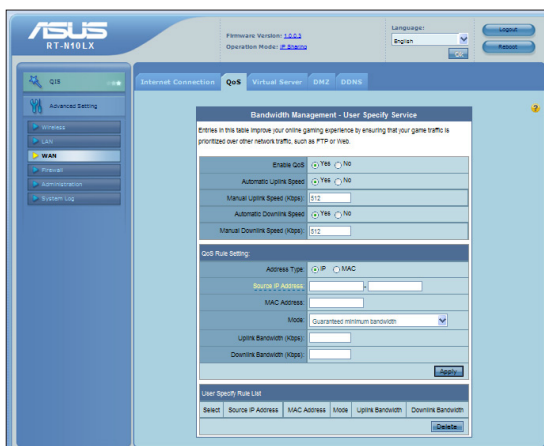 ASUS
RT-N10LX
Firmware Version: 1.0.0.3
Operation Mode: IP Sharing
Language:
English
Logout
Reboot
QIS
Advanced Setting
Wireless
LAN
WAN
Firewall
Administration
System Log
Internet Connection QoS Virtual Server DMZ DDNS
Bandwidth Management - User Specify Service
Entries in this table improve your online gaming experience by ensuring that your game traffic is
prioritized over other network traffic, such as FTP or Web.
Enable QoS Yes No
Automatic Uplink Speed Yes No
Manual Uplink Speed (Kbps): 512
Automatic Downlink Speed Yes No
Manual Downlink Speed (Kbps): 512
QoS Rule Setting:
Address Type: IP MAC
Source IP Address: -
MAC Address:
Mode: Guaranteed minimum bandwidth
Uplink Bandwidth (Kbps):
Downlink Bandwidth (Kbps):
Apply
User Specify Rule List
Select Source IP Address MAC Address Mode Uplink Bandwidth Downlink Bandwidth
Delete